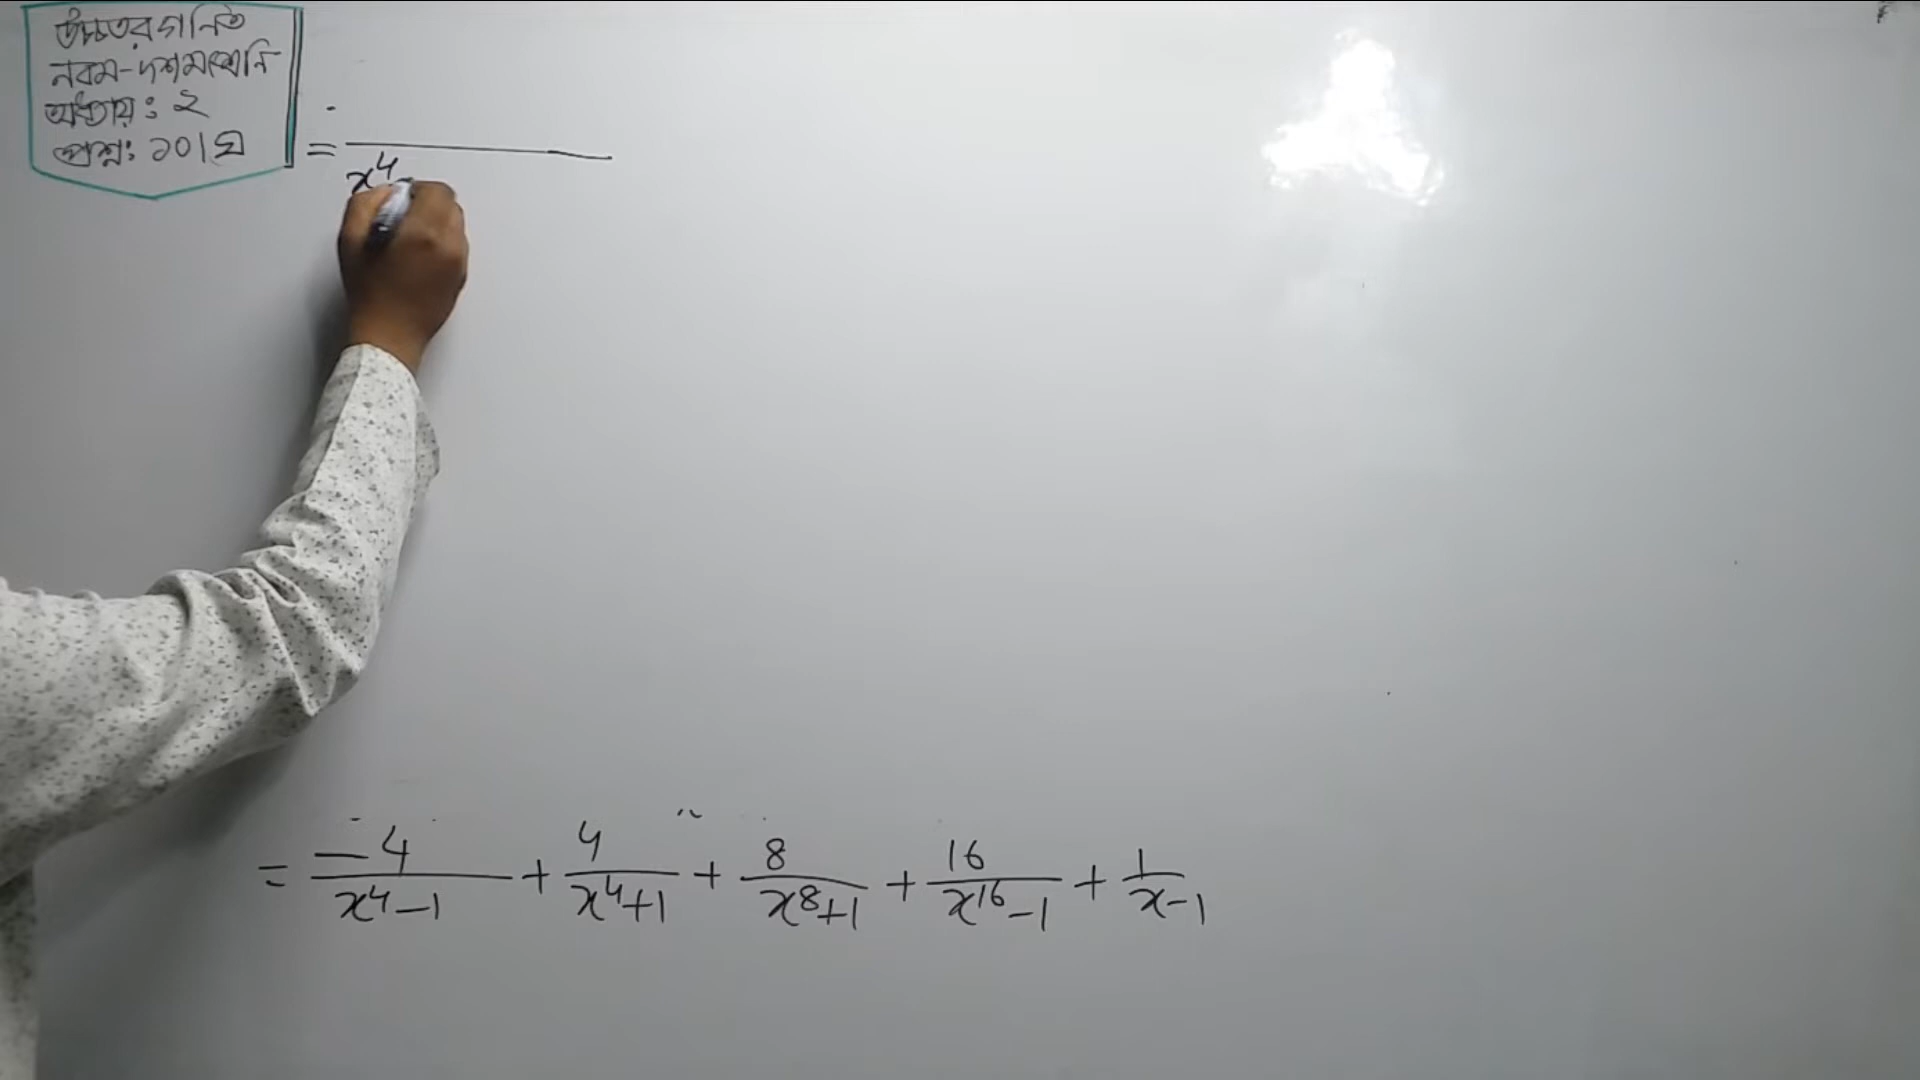 উচ্চতর গণিত
নবম-দশম শ্রেনি
অধ্যায়ঃ ২
প্রশ্নঃ ১০।ঘ
= ―――
x⁴-
= -4/(x⁴-1) + 4/(x⁴+1) + 8/(x⁸+1) + 16/(x¹⁶-1) + 1/(x-1)